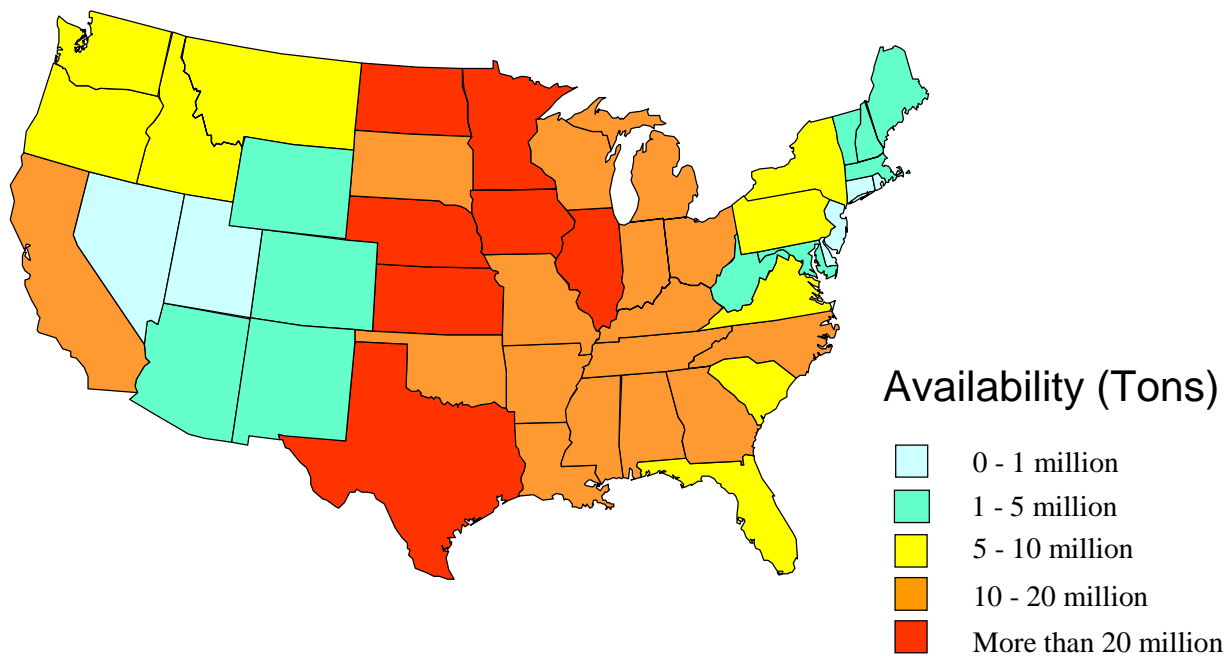 Availability (Tons)
0 - 1 million
1 - 5 million
5 - 10 million
10 - 20 million
More than 20 million